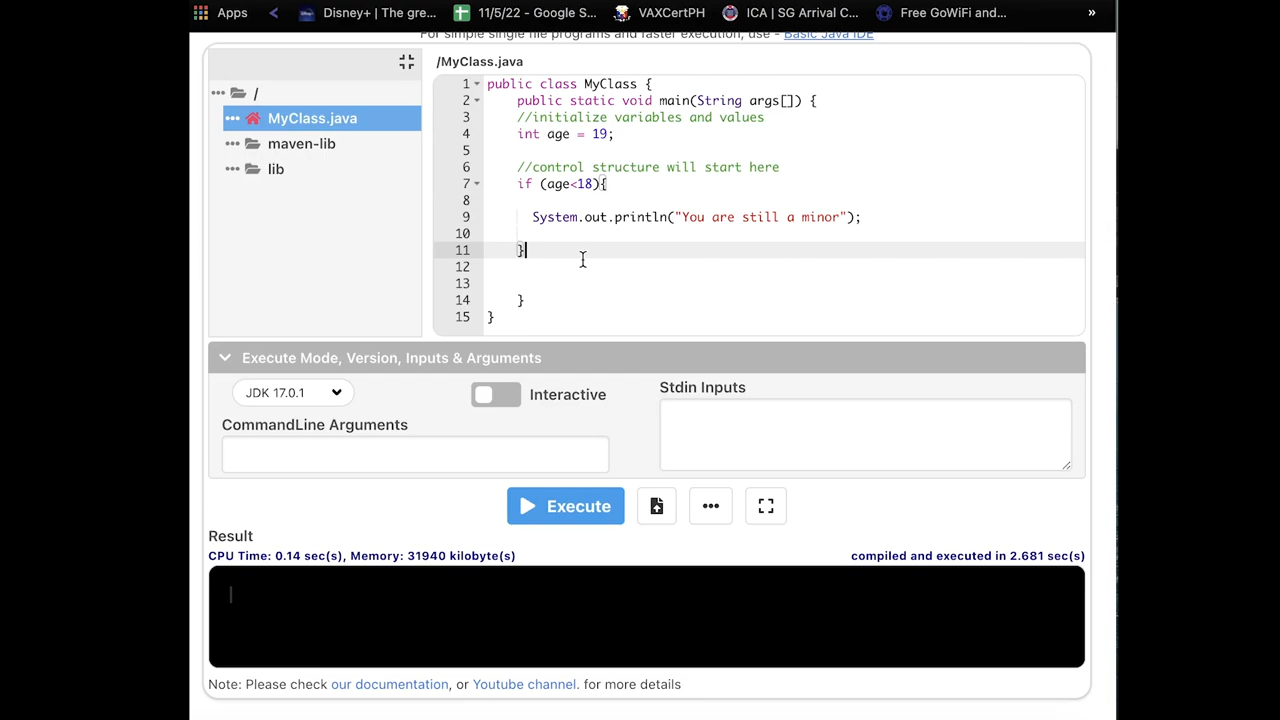 Apps < Disney+ | The gre... 11/5/22 - Google S... VAXCertPH ICA | SG Arrival C... Free GoWiFi and... »
For simple single file programs and faster execution, use - Basic Java IDE
/MyClass.java
/
MyClass.java
maven-lib
lib
1 public class MyClass {
2 public static void main(String args[]) {
3 //initialize variables and values
4 int age = 19;
5
6 //control structure will start here
7 if (age<18){
8
9 System.out.println("You are still a minor");
10
11 }
12
13
14 }
15 }
Execute Mode, Version, Inputs & Arguments
JDK 17.0.1
Interactive
Stdin Inputs
CommandLine Arguments
Execute
Result
CPU Time: 0.14 sec(s), Memory: 31940 kilobyte(s)
compiled and executed in 2.681 sec(s)
Note: Please check our documentation, or Youtube channel. for more details